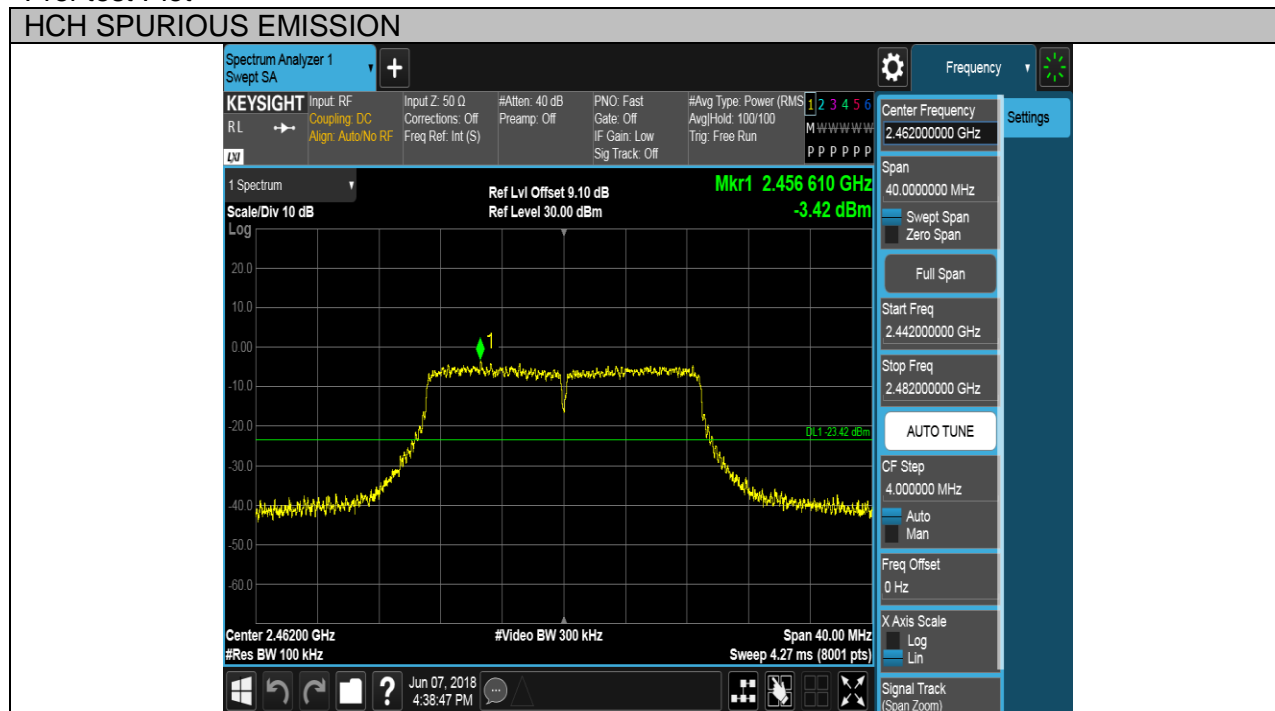 HCH SPURIOUS EMISSION
Spectrum Analyzer 1
Swept SA
+
Frequency
KEYSIGHT
RL
LXI
Input: RF
Coupling: DC
Align: Auto/No RF
Input Z: 50 Ω
Corrections: Off
Freq Ref: Int (S)
#Atten: 40 dB
Preamp: Off
PNO: Fast
Gate: Off
IF Gain: Low
Sig Track: Off
#Avg Type: Power (RMS
Avg|Hold: 100/100
Trig: Free Run
1 2 3 4 5 6
M W W W W W
P P P P P P
1 Spectrum
Scale/Div 10 dB
Ref Lvl Offset 9.10 dB
Ref Level 30.00 dBm
Mkr1 2.456 610 GHz
-3.42 dBm
Log
20.0
10.0
0.00
-10.0
-20.0
-30.0
-40.0
-50.0
-60.0
1
DL1 -23.42 dBm
Center 2.46200 GHz
#Res BW 100 kHz
#Video BW 300 kHz
Span 40.00 MHz
Sweep 4.27 ms (8001 pts)
?
Jun 07, 2018
4:38:47 PM
Center Frequency
2.462000000 GHz
Span
40.0000000 MHz
Swept Span
Zero Span
Full Span
Start Freq
2.442000000 GHz
Stop Freq
2.482000000 GHz
AUTO TUNE
CF Step
4.000000 MHz
Auto
Man
Freq Offset
0 Hz
X Axis Scale
Log
Lin
Signal Track
(Span Zoom)
Settings